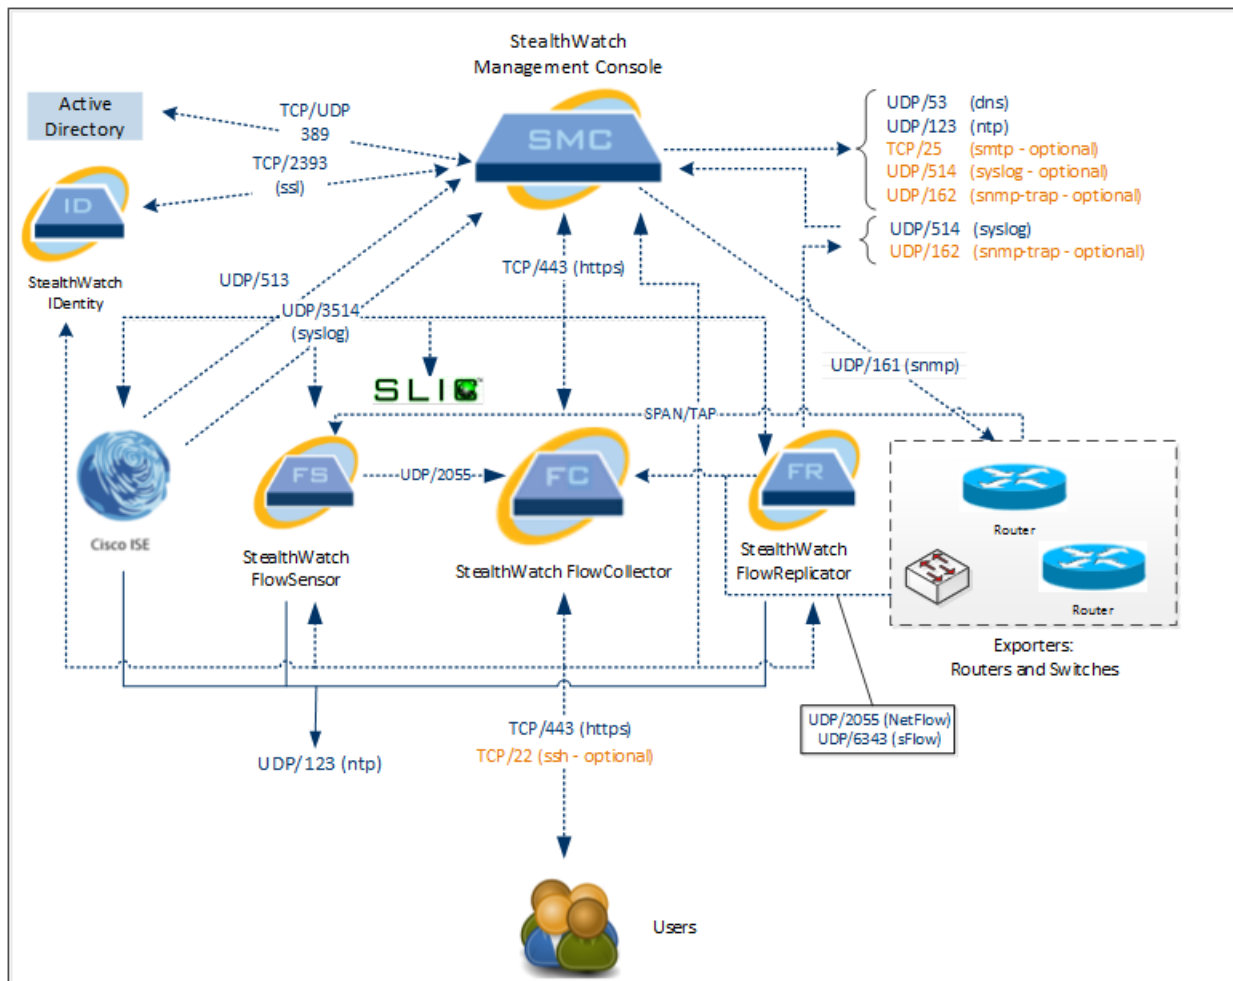 StealthWatch
Management Console
Active
Directory
TCP/UDP
389
SMC
UDP/53 (dns)
UDP/123 (ntp)
TCP/25 (smtp - optional)
UDP/514 (syslog - optional)
UDP/162 (snmp-trap - optional)
TCP/2393
(ssl)
ID
UDP/514 (syslog)
UDP/162 (snmp-trap - optional)
StealthWatch
IDentity
UDP/513
TCP/443 (https)
UDP/3514
(syslog)
UDP/161 (snmp)
SLIC
SPAN/TAP
FS
UDP/2055
FC
FR
Router
Cisco ISE
StealthWatch
FlowSensor
StealthWatch FlowCollector
StealthWatch
FlowReplicator
Router
Exporters:
Routers and Switches
UDP/2055 (NetFlow)
UDP/6343 (sFlow)
TCP/443 (https)
TCP/22 (ssh - optional)
UDP/123 (ntp)
Users